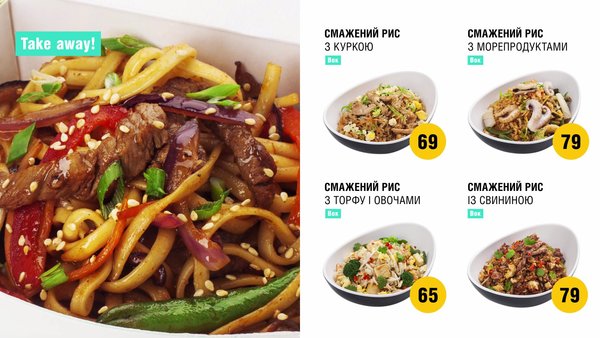 Take away!
СМАЖЕНИЙ РИС
З КУРКОЮ
Box
69
СМАЖЕНИЙ РИС
З МОРЕПРОДУКТАМИ
Box
79
СМАЖЕНИЙ РИС
З ТОРФУ І ОВОЧАМИ
Box
65
СМАЖЕНИЙ РИС
ІЗ СВИНИНОЮ
Box
79